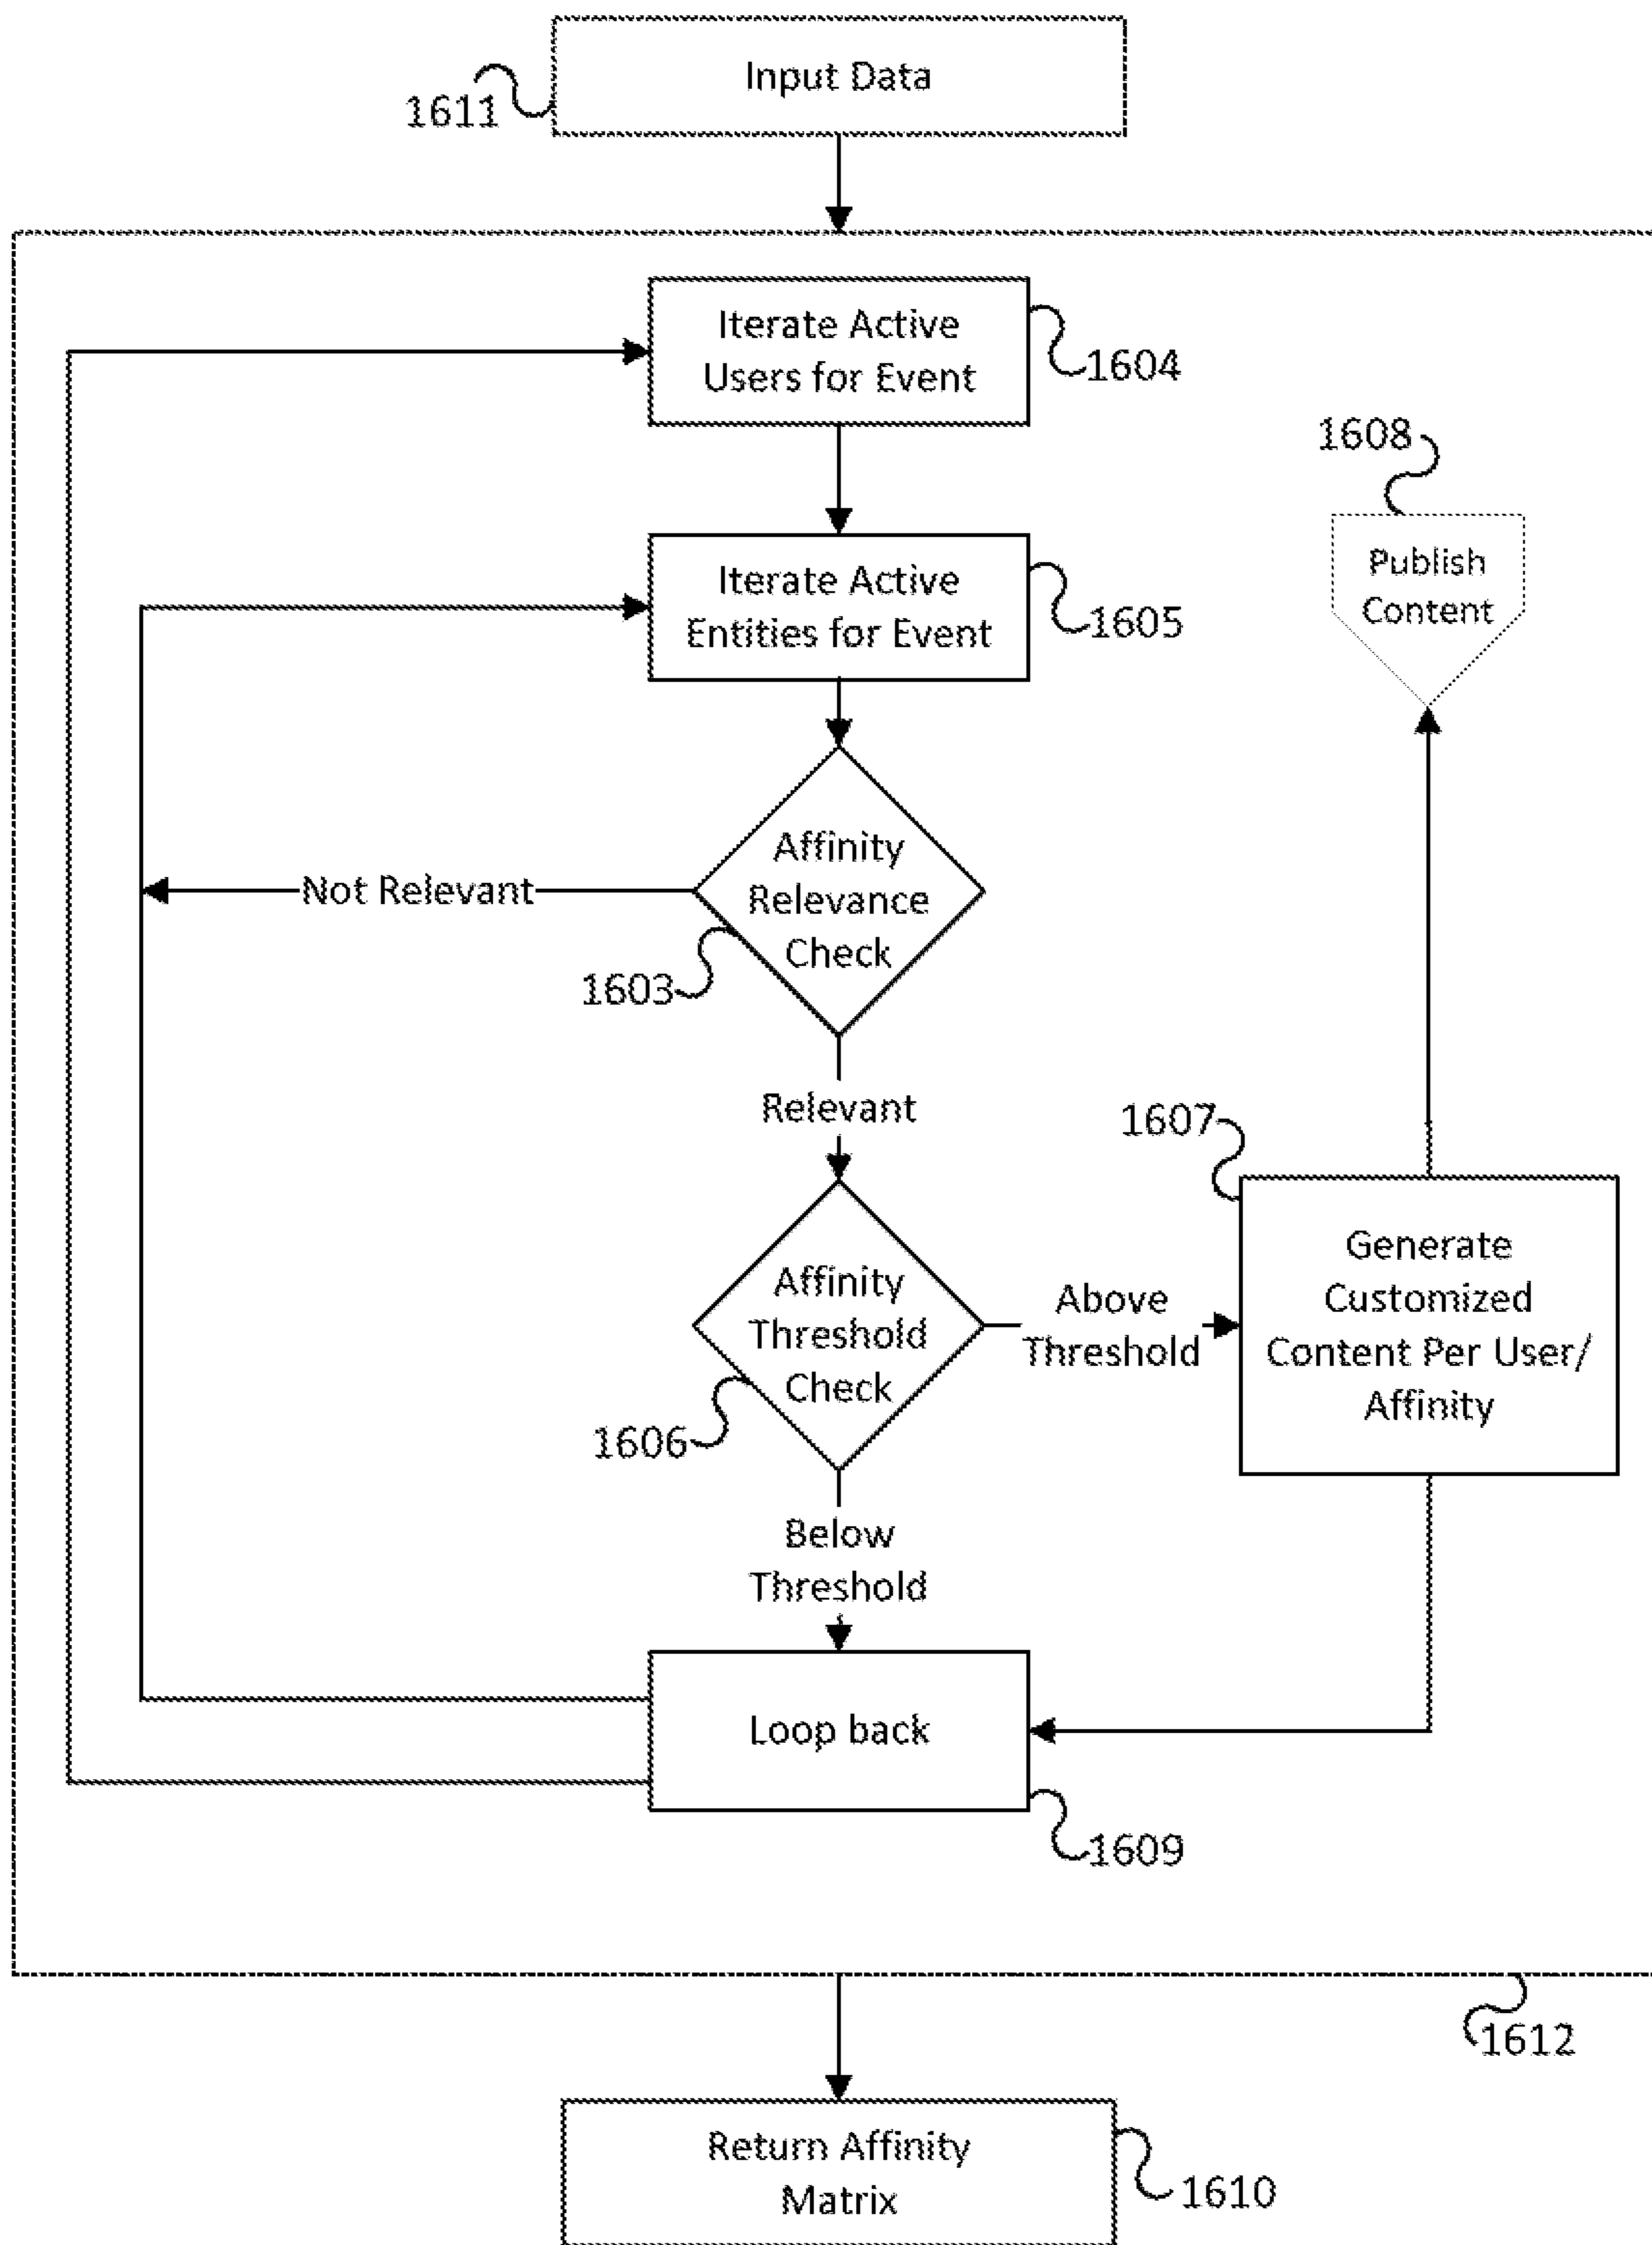 Input Data
1611
Iterate Active
Users for Event
1604
1608
Publish
Content
Iterate Active
Entities for Event
1605
Affinity
Relevance
Check
Not Relevant
1603
Relevant
1607
Generate
Customized
Content Per User/
Affinity
Affinity
Threshold
Check
Above
Threshold
1606
Below
Threshold
Loop back
1609
1612
Return Affinity
Matrix
1610